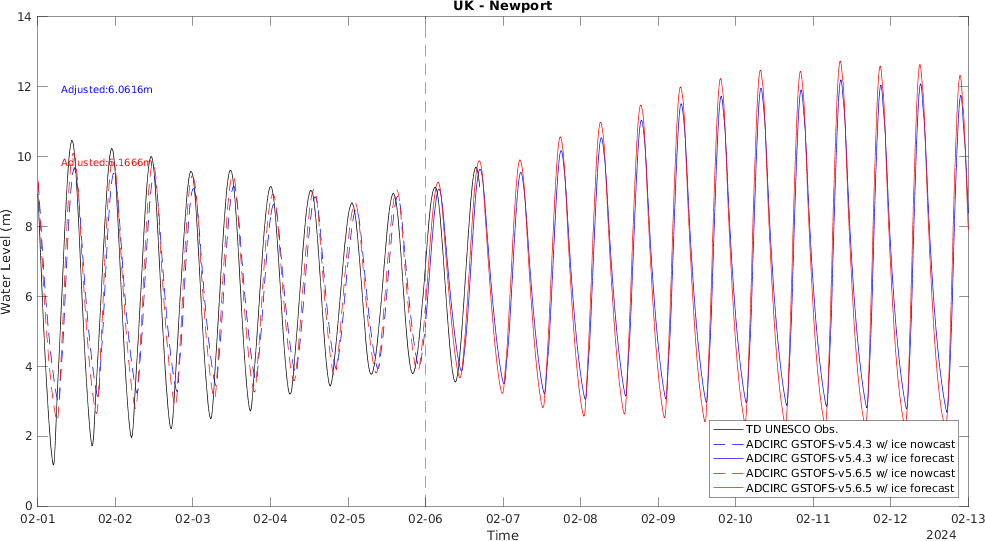 UK - Newport
14
12
10
8
6
4
2
0
Water Level (m)
Adjusted:6.0616m
Adjusted:6.1666m
02-01
02-02
02-03
02-04
02-05
02-06
02-07
02-08
02-09
02-10
02-11
02-12
02-13
Time
2024
TD UNESCO Obs.
ADCIRC GSTOFS-v5.4.3 w/ ice nowcast
ADCIRC GSTOFS-v5.4.3 w/ ice forecast
ADCIRC GSTOFS-v5.6.5 w/ ice nowcast
ADCIRC GSTOFS-v5.6.5 w/ ice forecast